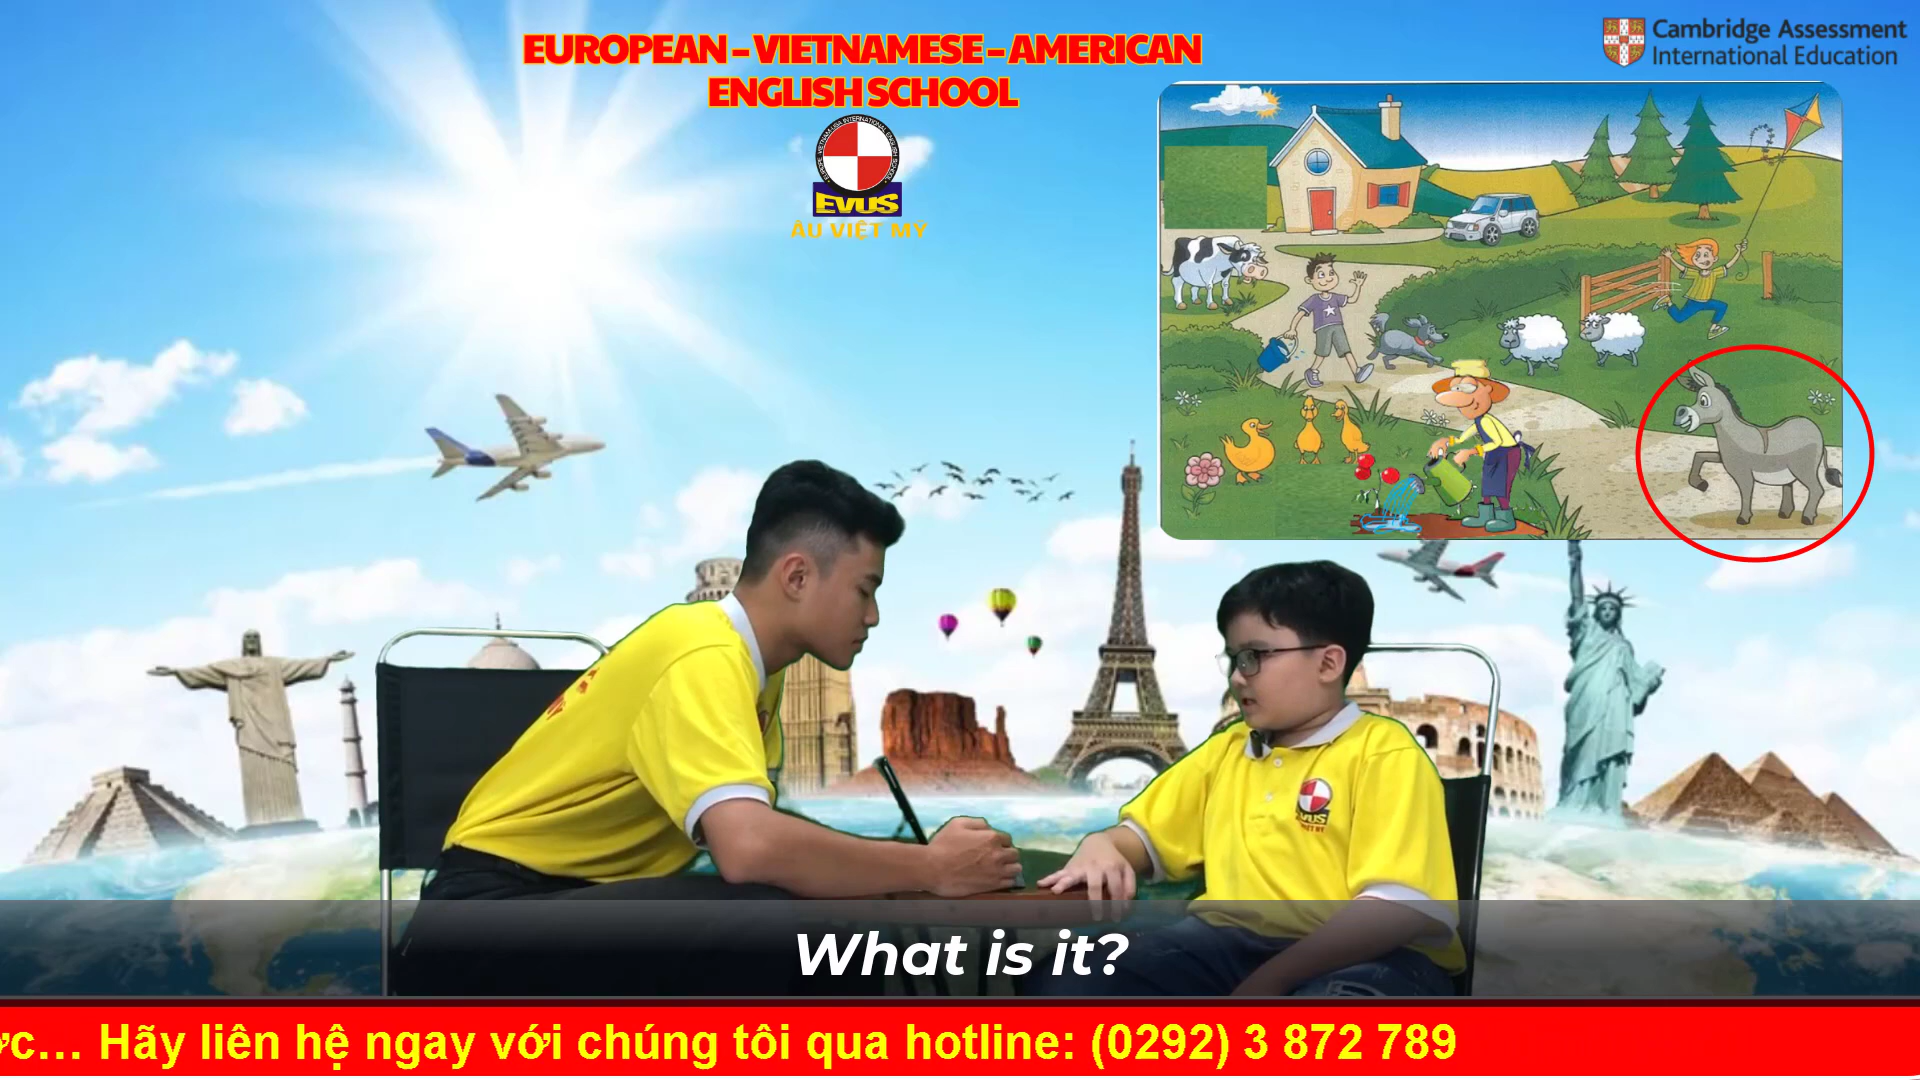 EUROPEAN – VIETNAMESE – AMERICAN
ENGLISH SCHOOL
Cambridge Assessment
International Education
EVUS
ÂU VIỆT MỸ
EVUS
What is it?
Hãy liên hệ ngay với chúng tôi qua hotline: (0292) 3 872 789